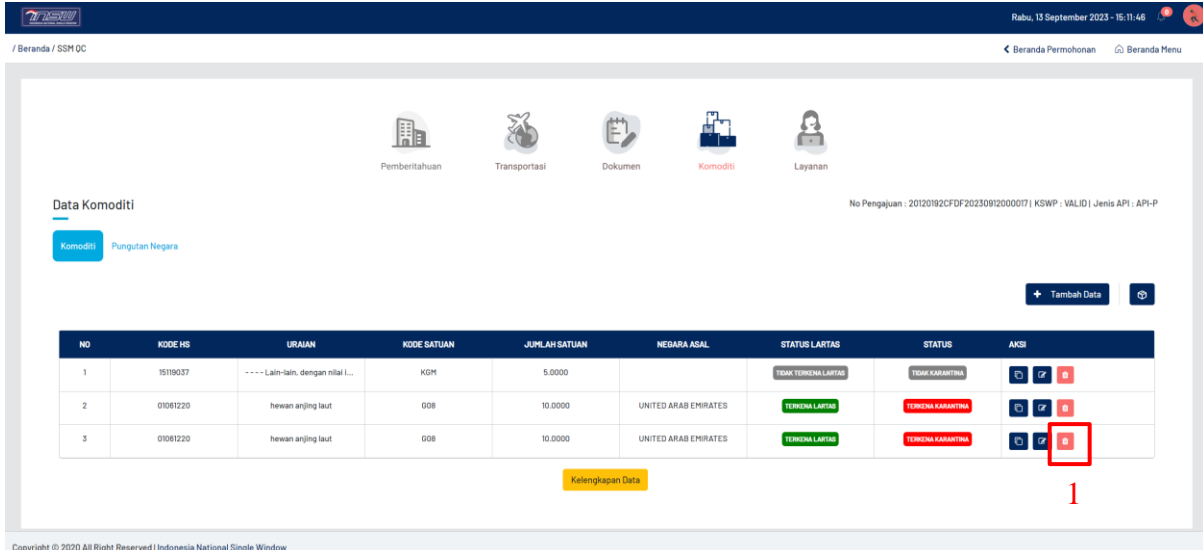 INSW
Rabu, 13 September 2023 - 15:11:46
0
/ Beranda / SSM QC
Beranda Permohonan
Beranda Menu
Pemberitahuan
Transportasi
Dokumen
Komoditi
Layanan
Data Komoditi
No Pengajuan : 20120192CFDF20230912000017 | KSWP : VALID | Jenis API : API-P
Komoditi
Pungutan Negara
+ Tambah Data
NO KODE HS URAIAN KODE SATUAN JUMLAH SATUAN NEGARA ASAL STATUS LARTAS STATUS AKSI
1 15119037 - - - - Lain-lain, dengan nilai i... KGM 5.0000 TIDAK TERKENA LARTAS TIDAK KARANTINA
2 01061220 hewan anjing laut GO8 10.0000 UNITED ARAB EMIRATES TERKENA LARTAS TERKENA KARANTINA
3 01061220 hewan anjing laut GO8 10.0000 UNITED ARAB EMIRATES TERKENA LARTAS TERKENA KARANTINA
Kelengkapan Data
1
Copyright © 2020 All Right Reserved | Indonesia National Single Window